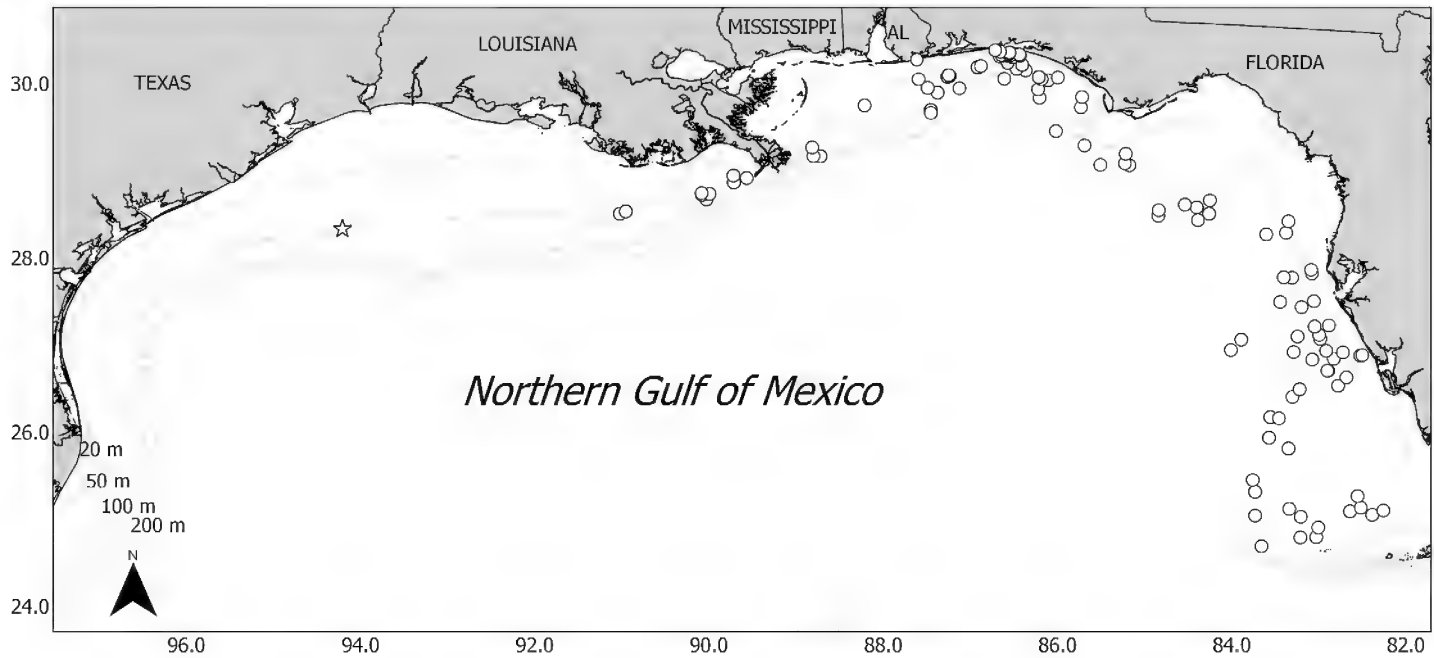 MISSISSIPPI
AL
LOUISIANA
TEXAS
FLORIDA
30.0
28.0
26.0
24.0
Northern Gulf of Mexico
20 m
50 m
100 m
200 m
N
96.0 94.0 92.0 90.0 88.0 86.0 84.0 82.0